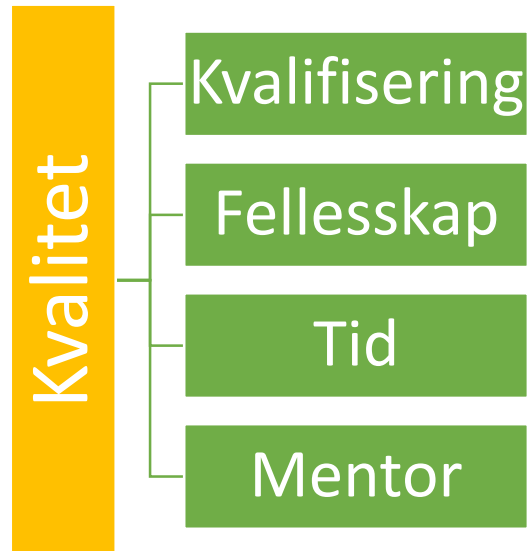 Kvalitet
Kvalifisering
Fellesskap
Tid
Mentor